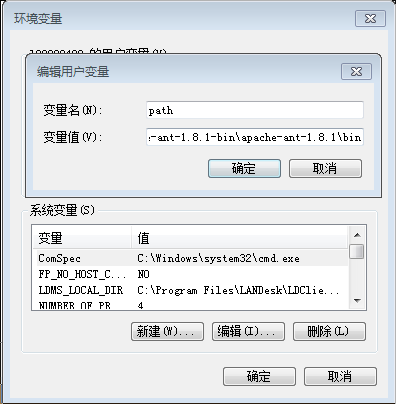 环境变量
的用户变量(U)
编辑用户变量
变量名(N): path
变量值(V): -ant-1.8.1-bin\apache-ant-1.8.1\bin
确定 取消
系统变量(S)
变量 值
ComSpec C:\Windows\system32\cmd.exe
FP_NO_HOST_C... NO
LDMS_LOCAL_DIR C:\Program Files\LANDesk\LDClie...
NUMBER_OF_PR 4
新建(W)... 编辑(I)... 删除(L)
确定 取消